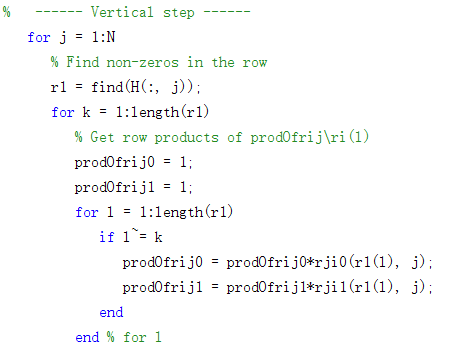 %   ------ Vertical step ------
for j = 1:N
% Find non-zeros in the row
r1 = find(H(:, j));
for k = 1:length(r1)
% Get row products of prodOfrij\ri(l)
prodOfrij0 = 1;
prodOfrij1 = 1;
for l = 1:length(r1)
if l~= k
prodOfrij0 = prodOfrij0*rji0(r1(l), j);
prodOfrij1 = prodOfrij1*rji1(r1(l), j);
end
end % for l